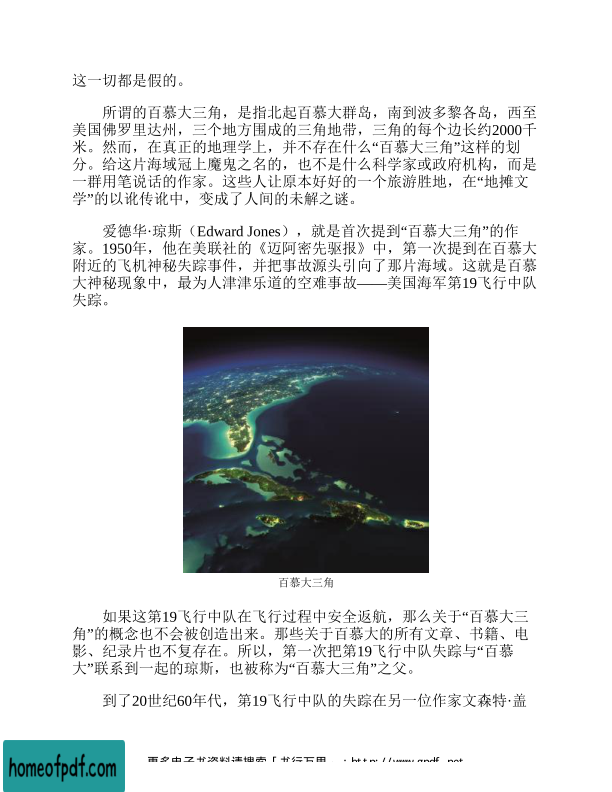 这一切都是假的。
所谓的百慕大三角，是指北起百慕大群岛，南到波多黎各岛，西至
美国佛罗里达州，三个地方围成的三角地带，三角的每个边长约2000千
米。然而，在真正的地理学上，并不存在什么“百慕大三角”这样的划
分。给这片海域冠上魔鬼之名的，也不是什么科学家或政府机构，而是
一群用笔说话的作家。这些人让原本好好的一个旅游胜地，在“地摊文
学”的以讹传讹中，变成了人间的未解之谜。
爱德华·琼斯（Edward Jones），就是首次提到“百慕大三角”的作
家。1950年，他在美联社的《迈阿密先驱报》中，第一次提到在百慕大
附近的飞机神秘失踪事件，并把事故源头引向了那片海域。这就是百慕
大神秘现象中，最为人津津乐道的空难事故——美国海军第19飞行中队
失踪。
百慕大三角
如果这第19飞行中队在飞行过程中安全返航，那么关于“百慕大三
角”的概念也不会被创造出来。那些关于百慕大的所有文章、书籍、电
影、纪录片也不复存在。所以，第一次把第19飞行中队失踪与“百慕
大”联系到一起的琼斯，也被称为“百慕大三角”之父。
到了20世纪60年代，第19飞行中队的失踪在另一位作家文森特·盖
homeofpdf.com